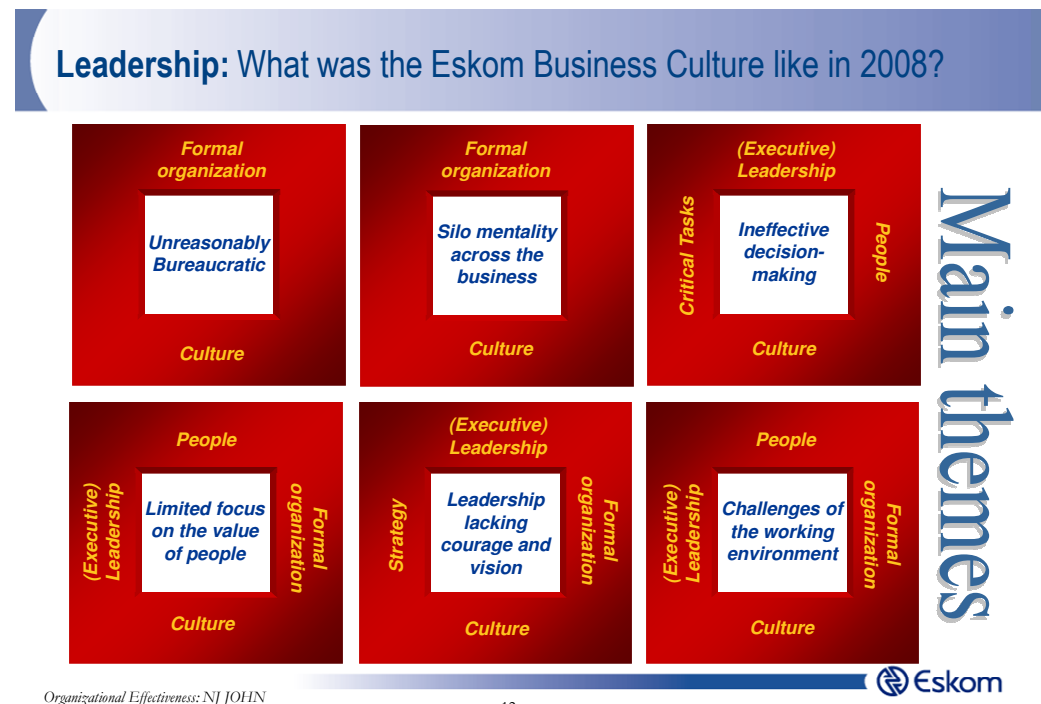 Leadership: What was the Eskom Business Culture like in 2008?
Formal
organization
Unreasonably
Bureaucratic
Culture
Formal
organization
Silo mentality
across the
business
Culture
(Executive)
Leadership
Critical Tasks
Ineffective
decision-
making
People
Culture
People
(Executive)
Leadership
Limited focus
on the value
of people
Formal
organization
Culture
(Executive)
Leadership
Strategy
Leadership
lacking
courage and
vision
Formal
organization
Culture
People
(Executive)
Leadership
Challenges of
the working
environment
Formal
organization
Culture
Main themes
Organizational Effectiveness: NJ JOHN
Eskom